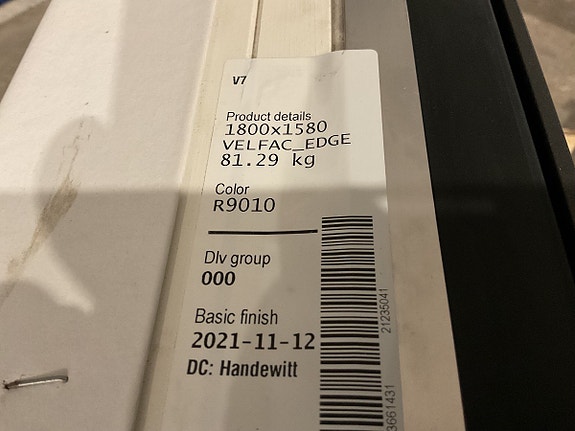 V7
Product details
1800x1580
VELFAC_EDGE
81.29 kg
Color
R9010
Dlv group
000
Basic finish
2021-11-12
DC: Handewitt
21235041
3661431